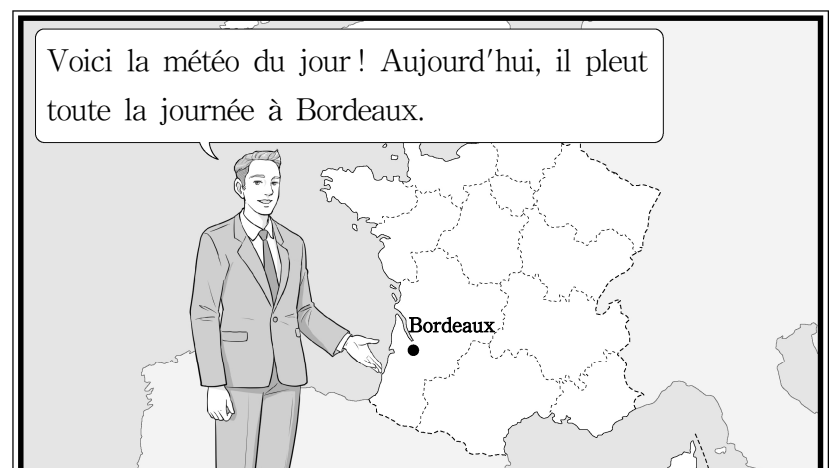 Voici la météo du jour ! Aujourd'hui, il pleut
toute la journée à Bordeaux.
Bordeaux